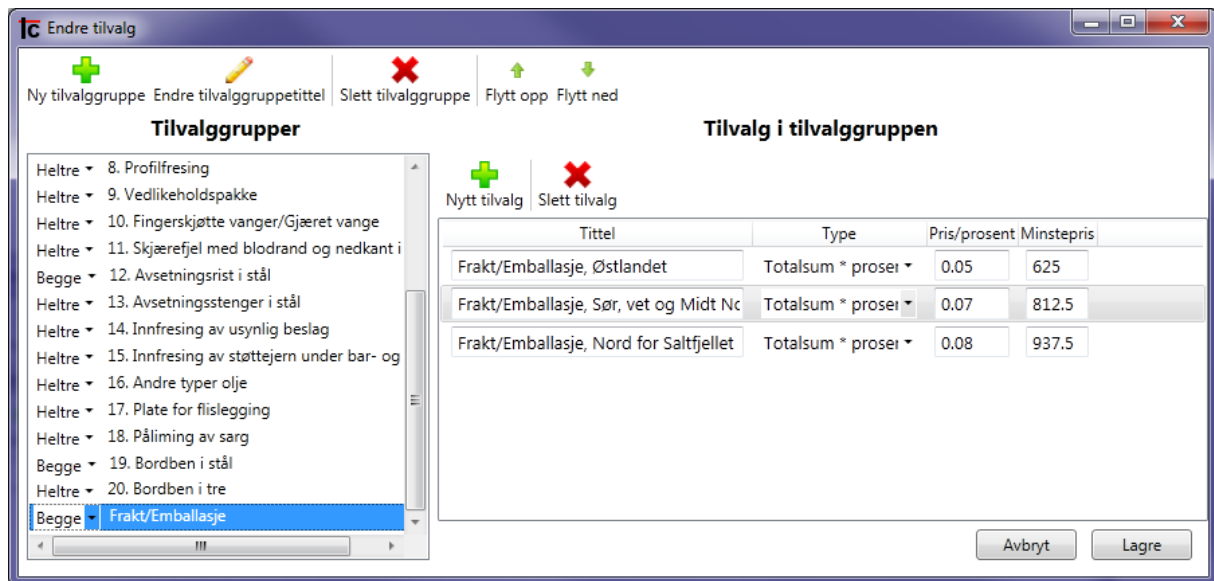 tc Endre tilvalg
Ny tilvalggruppe Endre tilvalggruppetittel Slett tilvalggruppe Flytt opp Flytt ned
Tilvalggrupper
Heltre 8. Profilfresing
Heltre 9. Vedlikeholdspakke
Heltre 10. Fingerskjøtte vanger/Gjæret vange
Heltre 11. Skjærefjel med blodrand og nedkant i
Begge 12. Avsetningsrist i stål
Heltre 13. Avsetningsstenger i stål
Heltre 14. Innfresing av usynlig beslag
Heltre 15. Innfresing av støttejern under bar- og
Heltre 16. Andre typer olje
Heltre 17. Plate for flislegging
Heltre 18. Påliming av sarg
Begge 19. Bordben i stål
Heltre 20. Bordben i tre
Begge Frakt/Emballasje
Tilvalg i tilvalggruppen
Nytt tilvalg Slett tilvalg
Tittel Type Pris/prosent Minstepris
Frakt/Emballasje, Østlandet Totalsum * proser 0.05 625
Frakt/Emballasje, Sør, vet og Midt Nc Totalsum * proser 0.07 812.5
Frakt/Emballasje, Nord for Saltfjellet Totalsum * proser 0.08 937.5
Avbryt Lagre